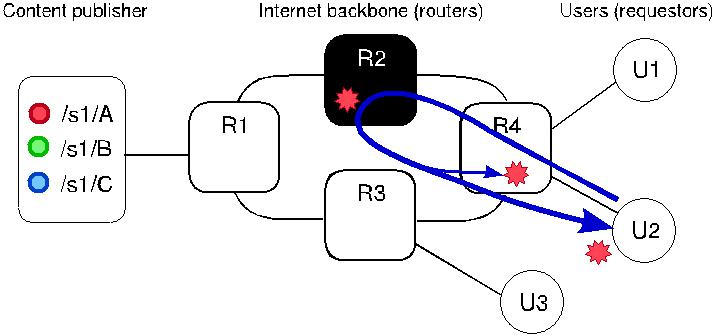 Content publisher
Internet backbone (routers)
Users (requestors)
R2
U1
/s1/A
R1
R4
/s1/B
/s1/C
R3
U2
U3